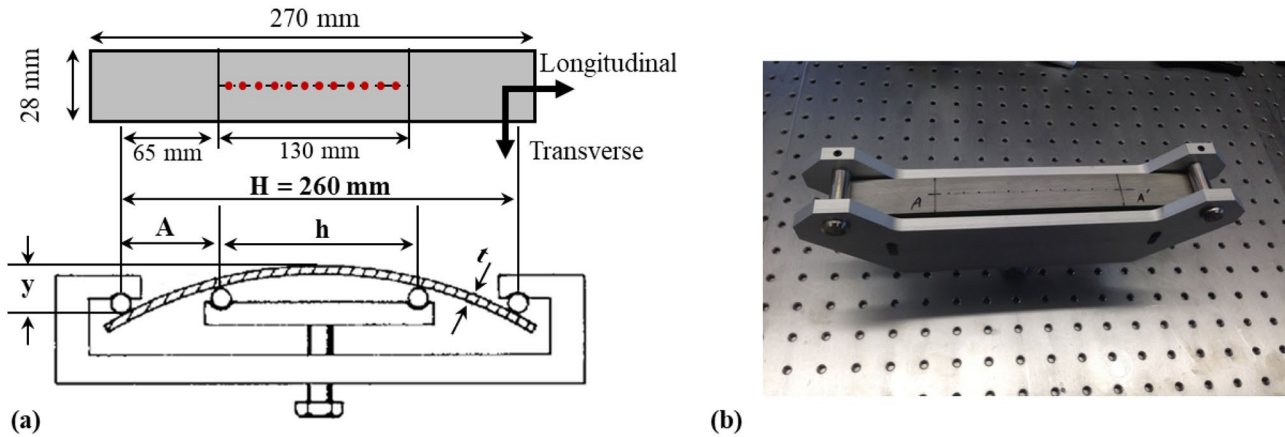 270 mm
28 mm
Longitudinal
Transverse
65 mm
130 mm
H = 260 mm
A
h
y
t
(a)
A
A'
(b)